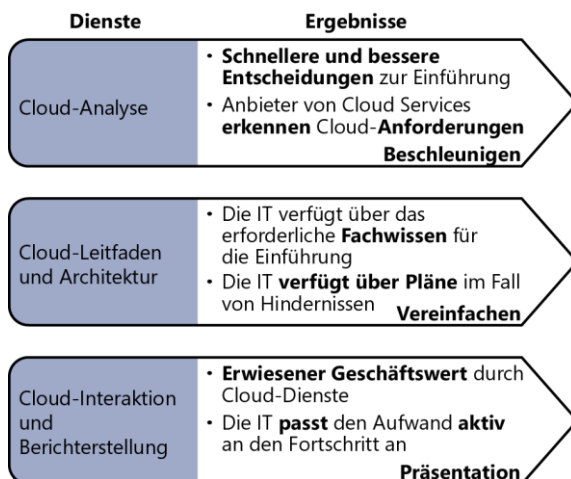 Dienste
Ergebnisse
Cloud-Analyse
• Schnellere und bessere
Entscheidungen zur Einführung
• Anbieter von Cloud Services
erkennen Cloud-Anforderungen
Beschleunigen
Cloud-Leitfaden
und Architektur
• Die IT verfügt über das
erforderliche Fachwissen für
die Einführung
• Die IT verfügt über Pläne im Fall
von Hindernissen
Vereinfachen
Cloud-Interaktion
und
Berichterstellung
• Erwiesener Geschäftswert durch
Cloud-Dienste
• Die IT passt den Aufwand aktiv
an den Fortschritt an
Präsentation